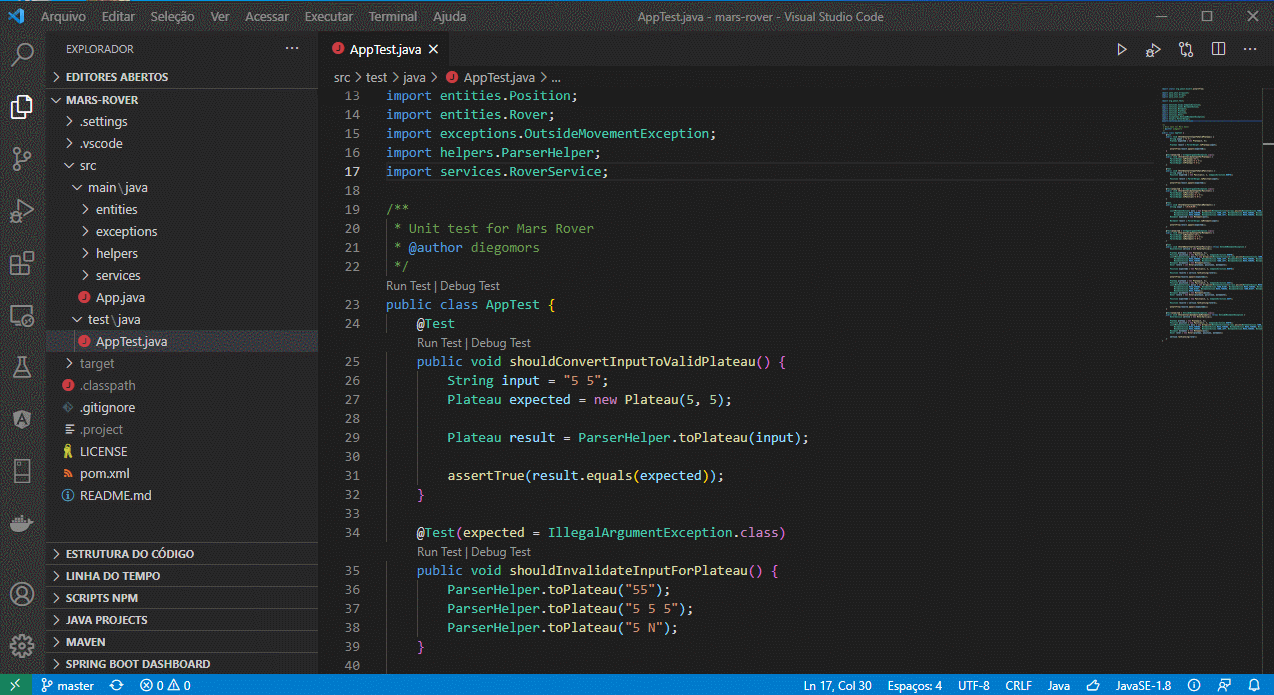 Arquivo Editar Seleção Ver Acessar Executar Terminal Ajuda AppTest.java - mars-rover - Visual Studio Code
EXPLORADOR ...
EDITORES ABERTOS
MARS-ROVER
.settings
.vscode
src
main\java
entities
exceptions
helpers
services
App.java
test\java
AppTest.java
target
.classpath
.gitignore
.project
LICENSE
pom.xml
README.md
ESTRUTURA DO CÓDIGO
LINHA DO TEMPO
SCRIPTS NPM
JAVA PROJECTS
MAVEN
SPRING BOOT DASHBOARD
AppTest.java
src > test > java > AppTest.java > ...
13 import entities.Position;
14 import entities.Rover;
15 import exceptions.OutsideMovementException;
16 import helpers.ParserHelper;
17 import services.RoverService;
18
19 /**
20 * Unit test for Mars Rover
21 * @author diegomors
22 */
Run Test | Debug Test
23 public class AppTest {
24 @Test
Run Test | Debug Test
25 public void shouldConvertInputToValidPlateau() {
26 String input = "5 5";
27 Plateau expected = new Plateau(5, 5);
28
29 Plateau result = ParserHelper.toPlateau(input);
30
31 assertTrue(result.equals(expected));
32 }
33
34 @Test(expected = IllegalArgumentException.class)
Run Test | Debug Test
35 public void shouldInvalidateInputForPlateau() {
36 ParserHelper.toPlateau("55");
37 ParserHelper.toPlateau("5 5 5");
38 ParserHelper.toPlateau("5 N");
39 }
40
master 0 0 Ln 17, Col 30 Espaços: 4 UTF-8 CRLF Java JavaSE-1.8